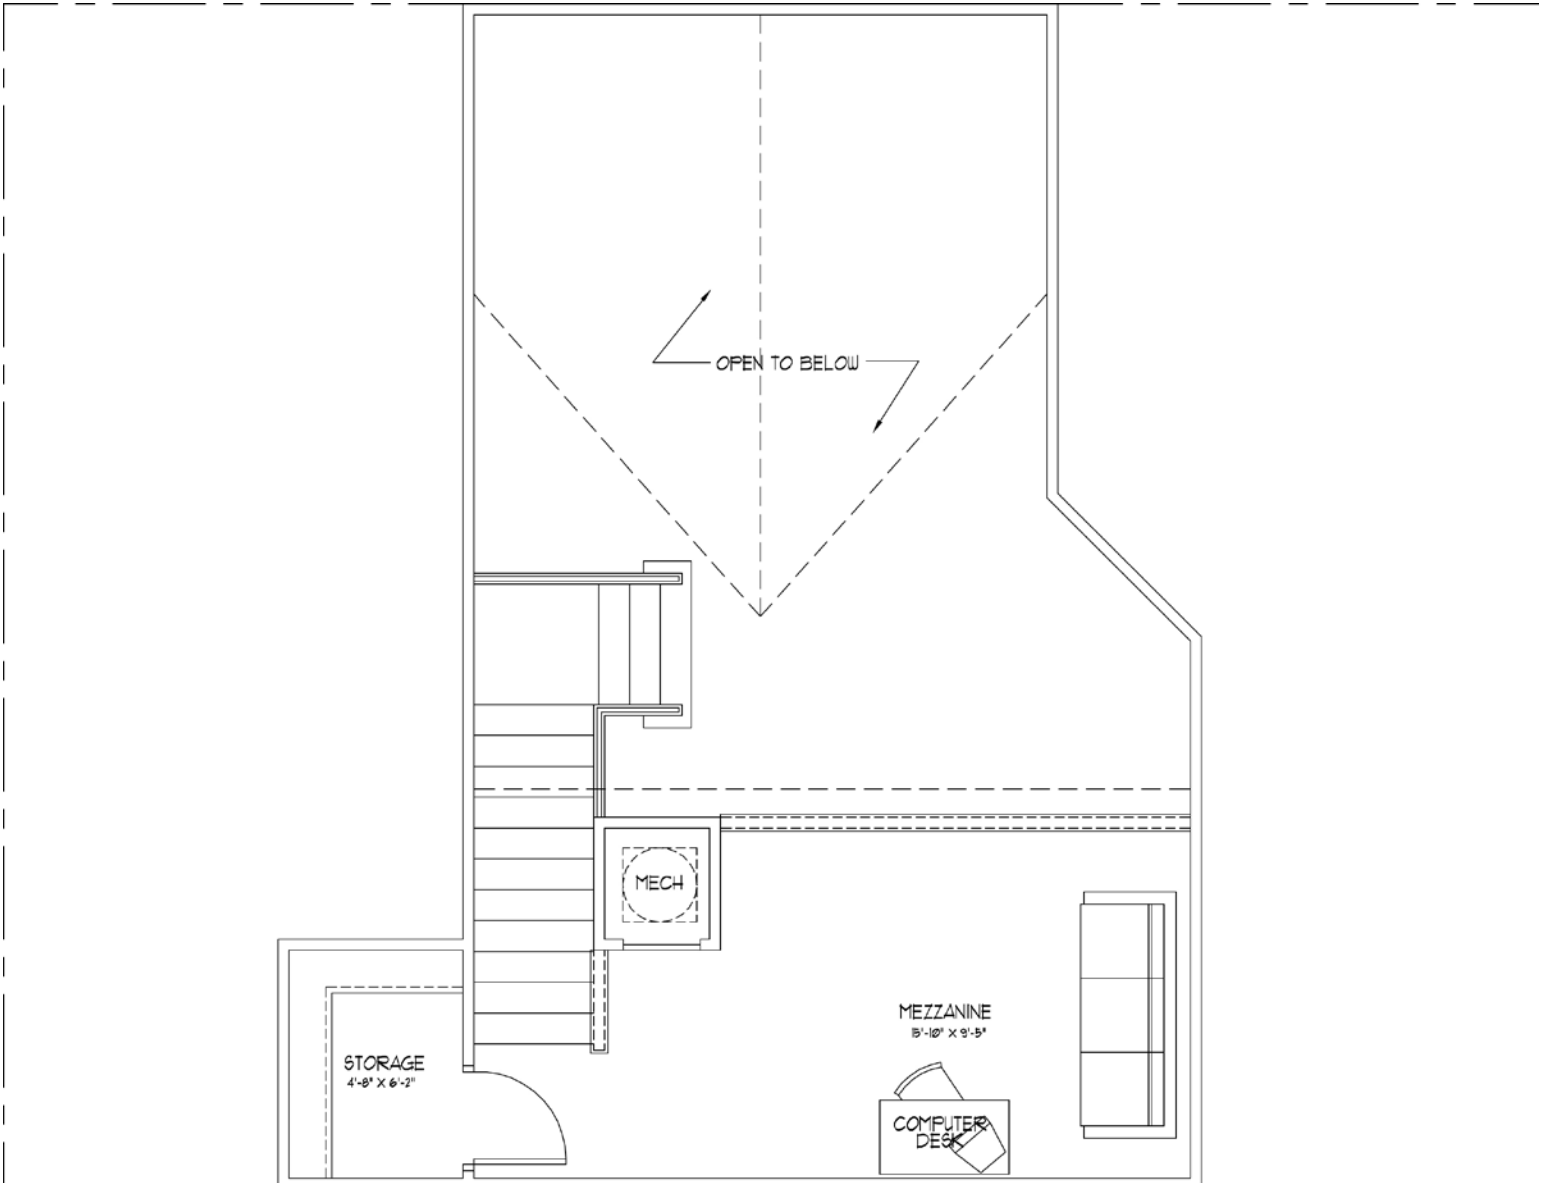 OPEN TO BELOW
MECH
MEZZANINE
15'-10" X 9'-5"
STORAGE
4'-8" X 6'-2"
COMPUTER
DESK